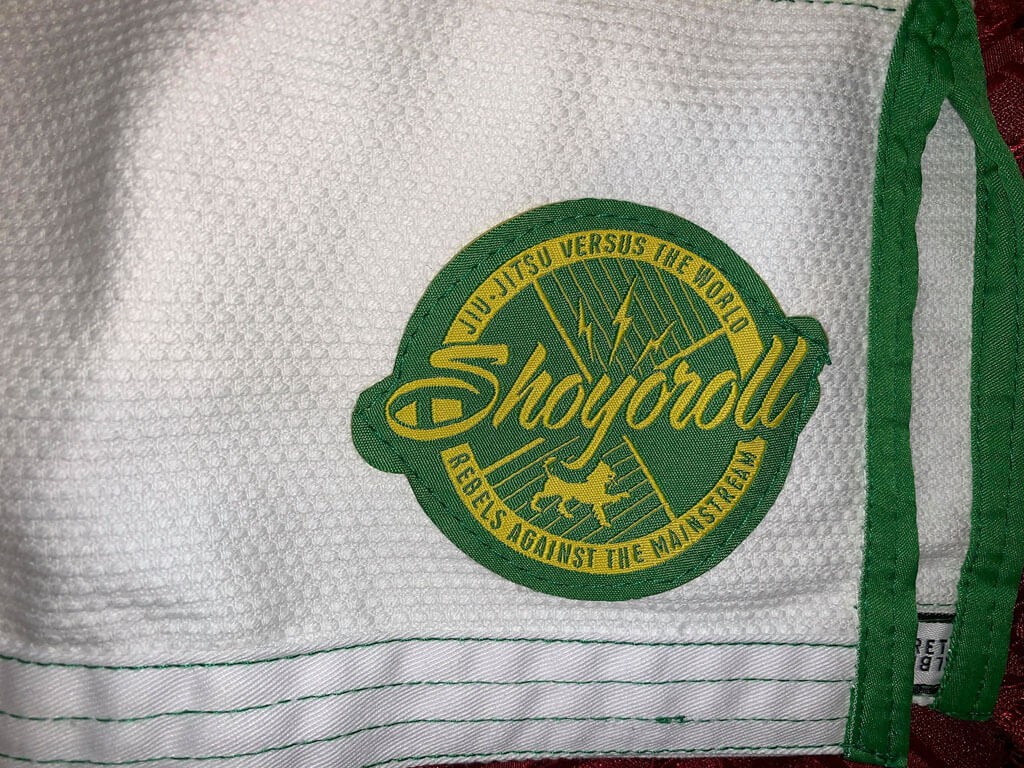 JIU-JITSU VERSUS THE WORLD
Shoyoroll
REBELS AGAINST THE MAINSTREAM